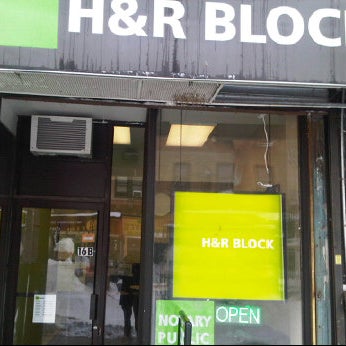 H&R BLOC
H&R BLOCK
16B
OPEN
NOTARY
PUBLIC